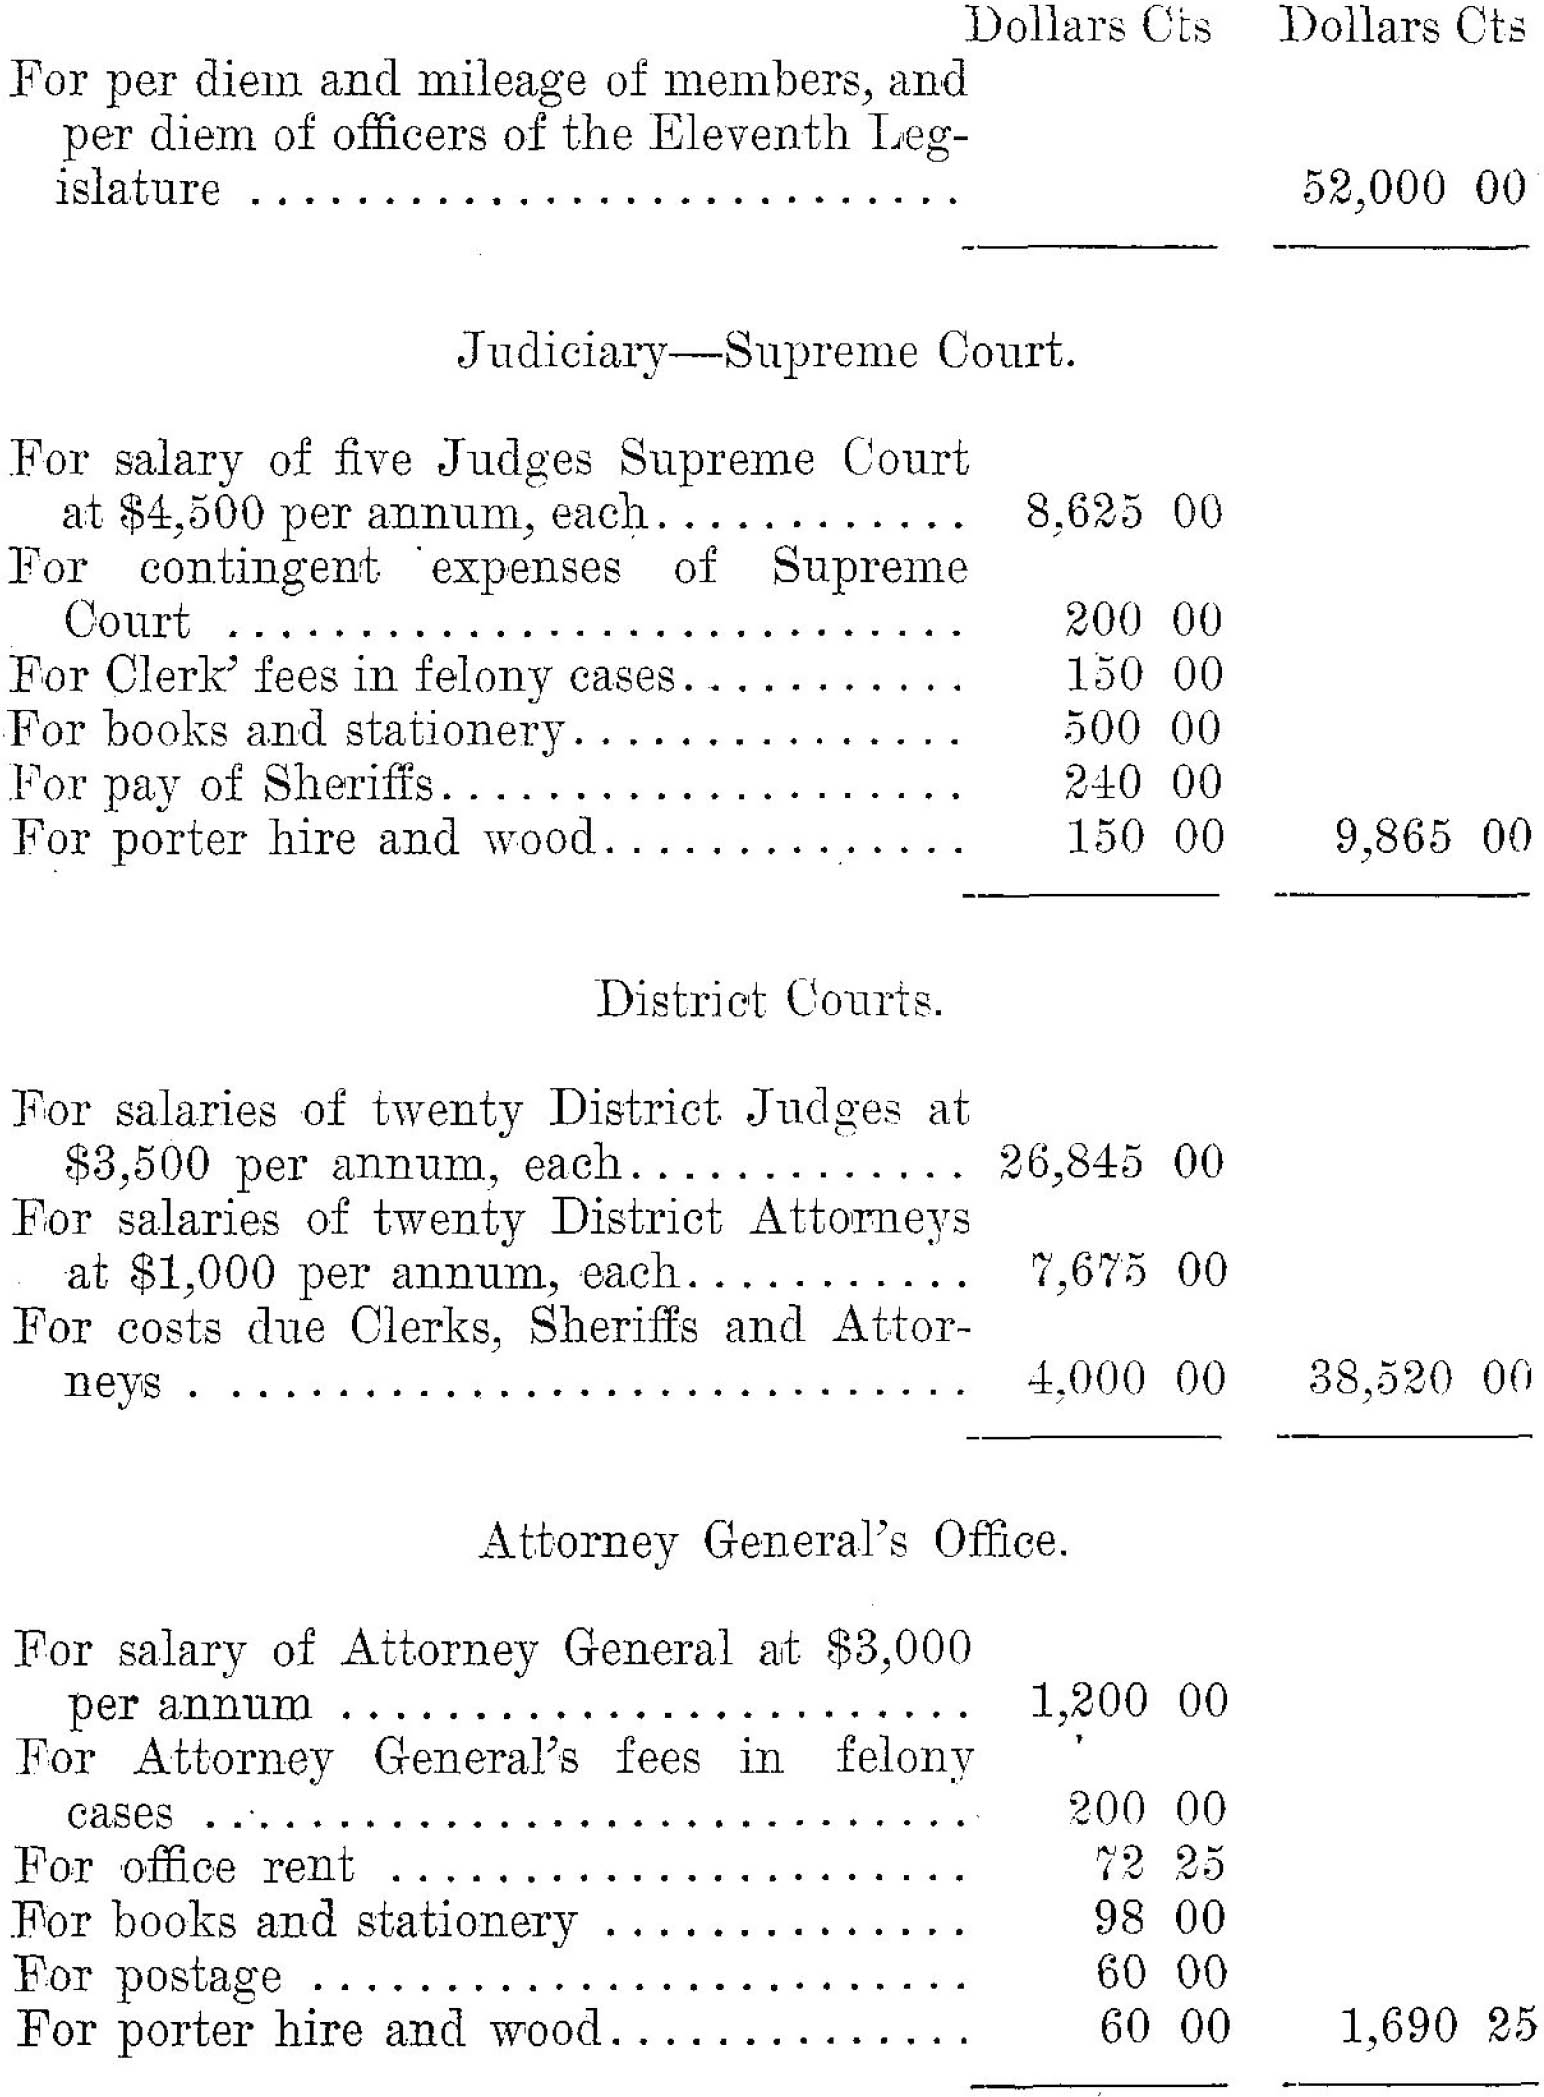 Dollars Cts Dollars Cts
For per diem and mileage of members, and
per diem of officers of the Eleventh Leg-
islature ........................... 52,000 00
Judiciary—Supreme Court.
For salary of five Judges Supreme Court
at $4,500 per annum, each............ 8,625 00
For contingent expenses of Supreme
Court ............................ 200 00
For Clerk' fees in felony cases........... 150 00
For books and stationery............... 500 00
For pay of Sheriffs.................... 240 00
For porter hire and wood.............. 150 00 9,865 00
District Courts.
For salaries of twenty District Judges at
$3,500 per annum, each............. 26,845 00
For salaries of twenty District Attorneys
at $1,000 per annum, each........... 7,675 00
For costs due Clerks, Sheriffs and Attor-
neys ............................. 4,000 00 38,520 00
Attorney General's Office.
For salary of Attorney General at $3,000
per annum ........................ 1,200 00
For Attorney General's fees in felony
cases ............................. 200 00
For office rent ...................... 72 25
For books and stationery .............. 98 00
For postage ......................... 60 00
For porter hire and wood.............. 60 00 1,690 25